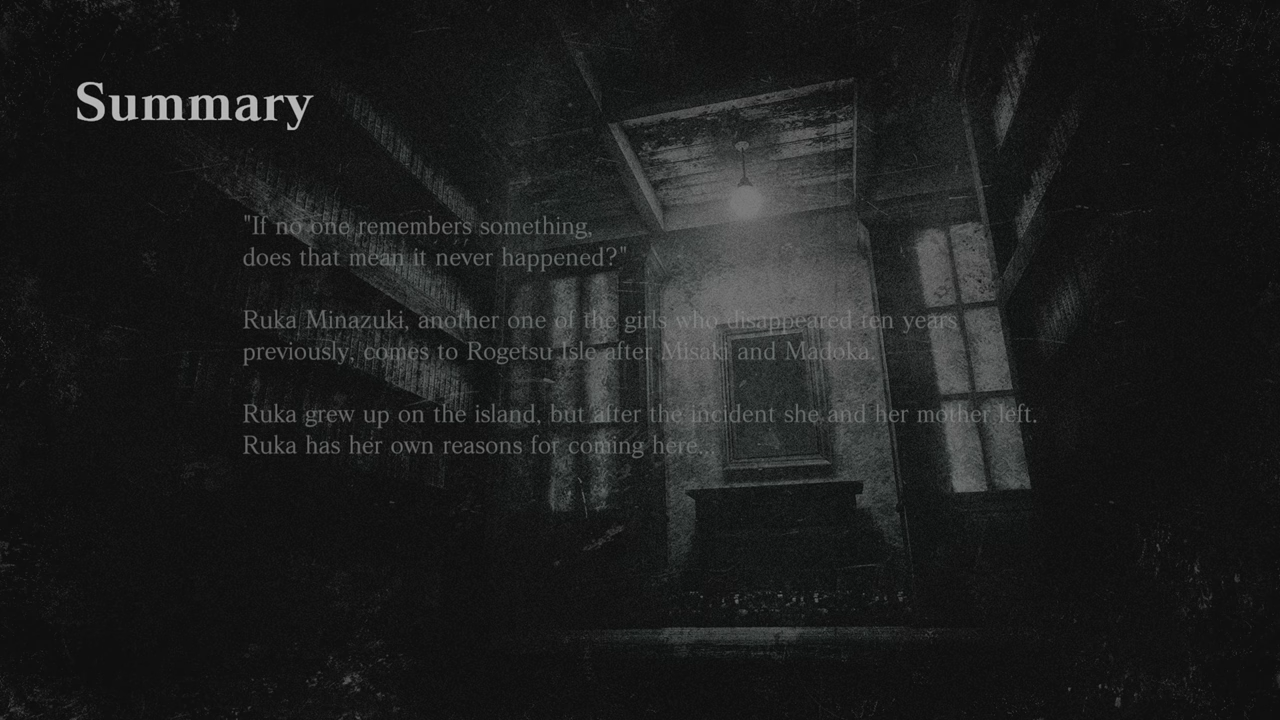 Summary
"If no one remembers something,
does that mean it never happened?"
Ruka Minazuki, another one of the girls who disappeared ten years
previously, comes to Rogetsu Isle after Misaki and Madoka.
Ruka grew up on the island, but after the incident she and her mother left.
Ruka has her own reasons for coming here...